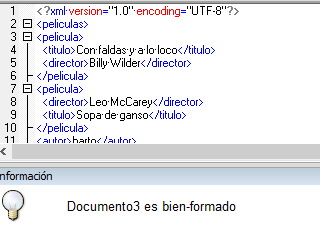 1 <?xml version="1.0" encoding="UTF-8"?>
2 <peliculas>
3 <pelicula>
4 <titulo>Con faldas y a lo loco</titulo>
5 <director>Billy Wilder</director>
6 </pelicula>
7 <pelicula>
8 <director>Leo McCarey</director>
9 <titulo>Sopa de ganso</titulo>
10 </pelicula>
11 <autor>barto</autor>
nformación
Documento3 es bien-formado